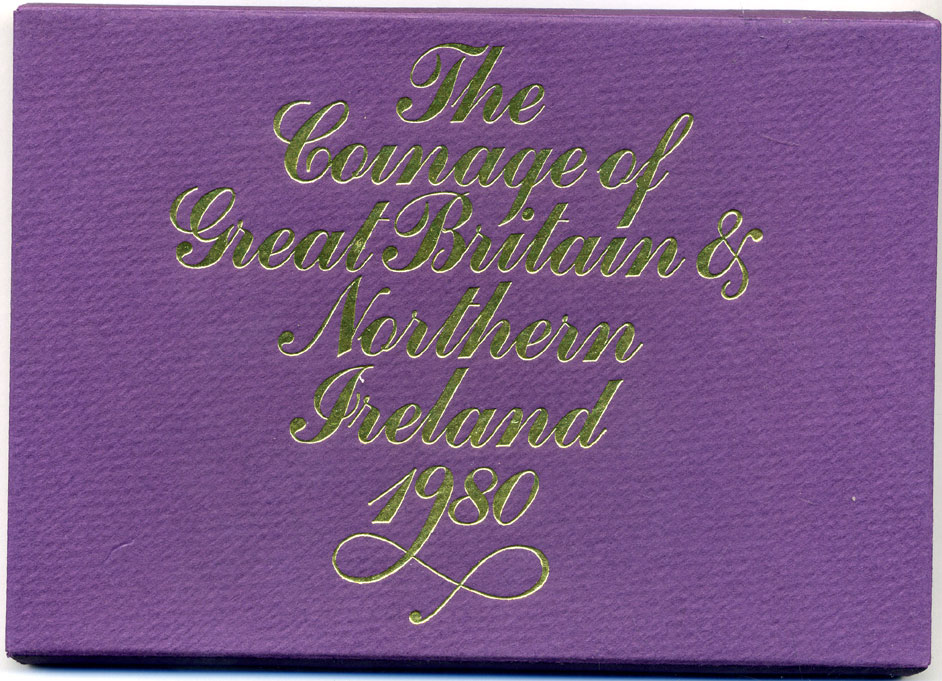 The
Coinage of
Great Britain &
Northern
Ireland
1980